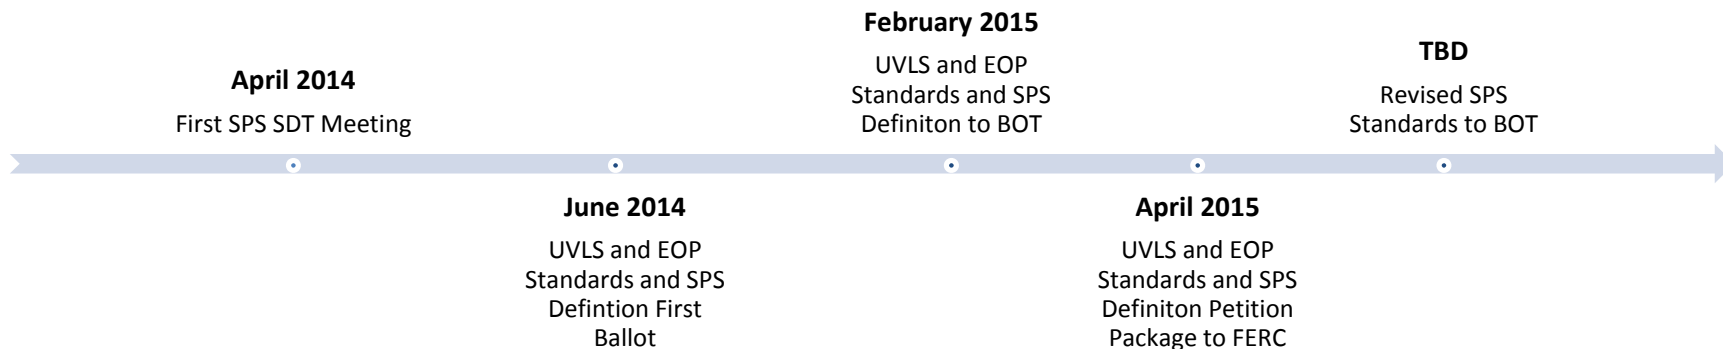 April 2014
First SPS SDT Meeting
June 2014
UVLS and EOP
Standards and SPS
Defintion First
Ballot
February 2015
UVLS and EOP
Standards and SPS
Definiton to BOT
April 2015
UVLS and EOP
Standards and SPS
Definiton Petition
Package to FERC
TBD
Revised SPS
Standards to BOT